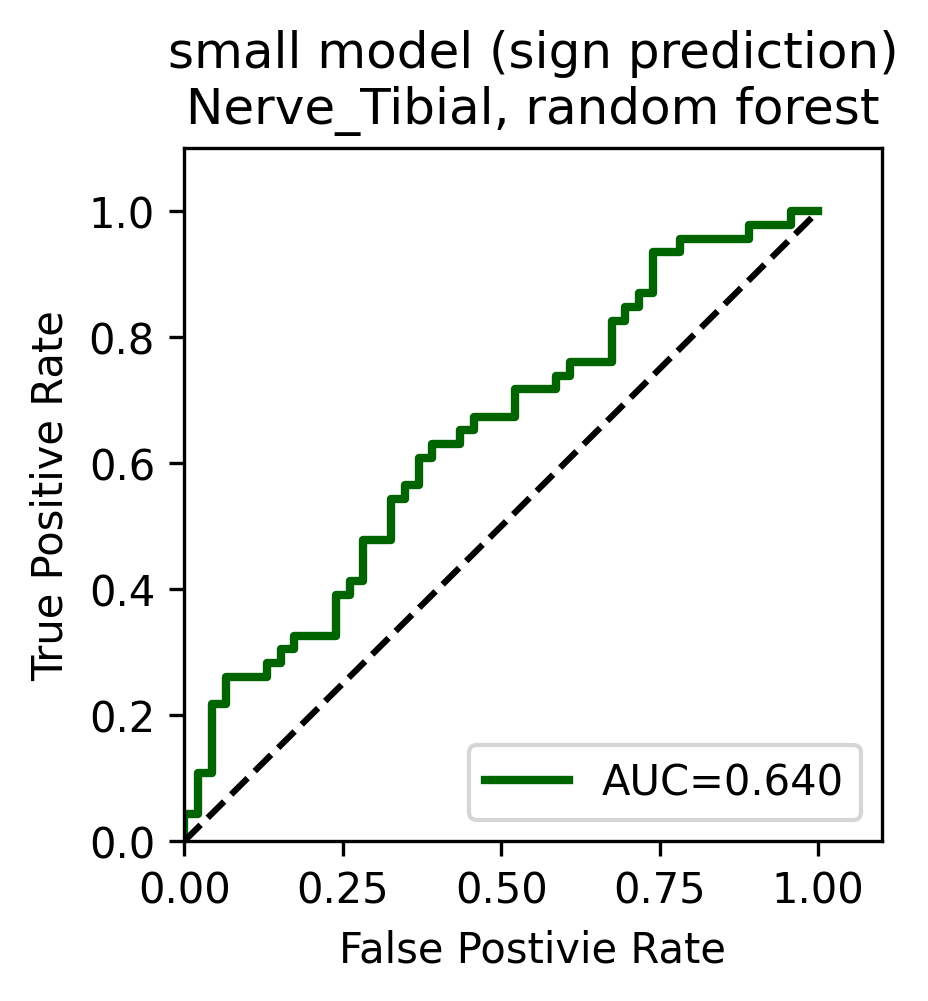 small model (sign prediction)
Nerve_Tibial, random forest
True Positive Rate
1.0
0.8
0.6
0.4
0.2
0.0
AUC=0.640
0.00 0.25 0.50 0.75 1.00
False Postivie Rate